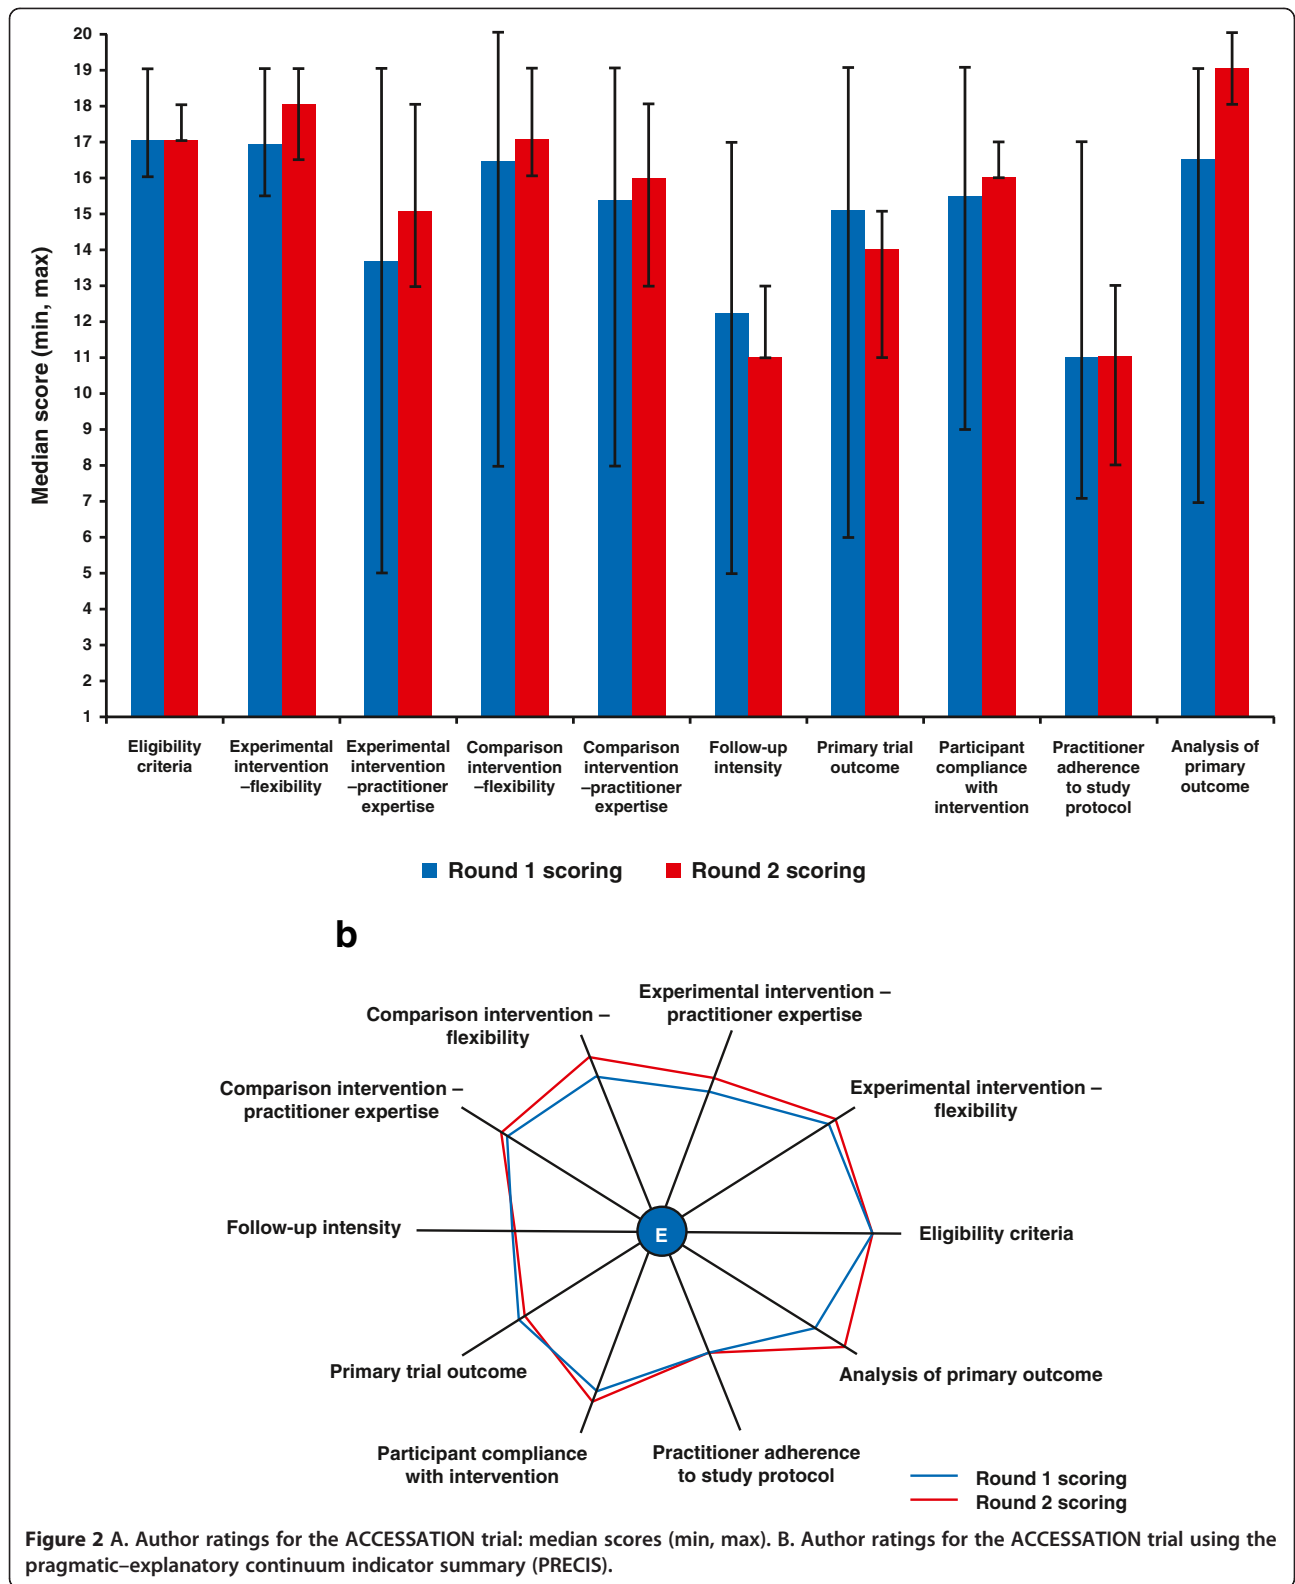 20
19
18
17
16
15
14
13
12
11
10
9
8
7
6
5
4
3
2
1
Median score (min, max)
Eligibility
criteria
Experimental
intervention
–flexibility
Experimental
intervention
–practitioner
expertise
Comparison
intervention
–flexibility
Comparison
intervention
–practitioner
expertise
Follow-up
intensity
Primary trial
outcome
Participant
compliance
with
intervention
Practitioner
adherence
to study
protocol
Analysis of
primary
outcome
Round 1 scoring
Round 2 scoring
b
Experimental intervention –
practitioner expertise
Comparison intervention –
flexibility
Experimental intervention –
flexibility
Comparison intervention –
practitioner expertise
Follow-up intensity
E
Eligibility criteria
Primary trial outcome
Analysis of primary outcome
Participant compliance
with intervention
Practitioner adherence
to study protocol
Round 1 scoring
Round 2 scoring
Figure 2 A. Author ratings for the ACCESSATION trial: median scores (min, max). B. Author ratings for the ACCESSATION trial using the
pragmatic–explanatory continuum indicator summary (PRECIS).